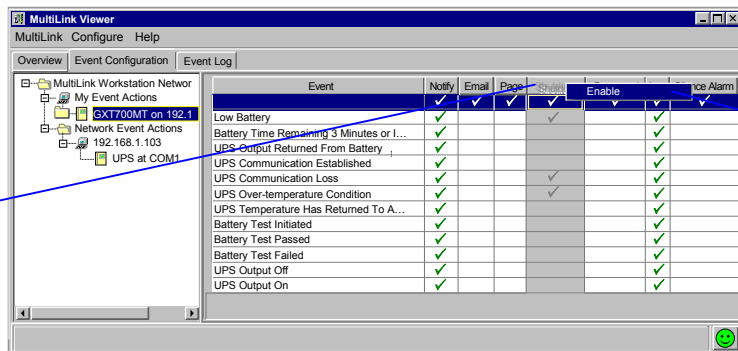 MultiLink Viewer
MultiLink Configure Help
Overview Event Configuration Event Log
MultiLink Workstation Networ
My Event Actions
GXT700MT on 192.1
Network Event Actions
192.168.1.103
UPS at COM1
Event Notify Email Page Alarm
Enable
Low Battery
Battery Time Remaining 3 Minutes or I...
UPS Output Returned From Battery
UPS Communication Established
UPS Communication Loss
UPS Over-temperature Condition
UPS Temperature Has Returned To A...
Battery Test Initiated
Battery Test Passed
Battery Test Failed
UPS Output Off
UPS Output On